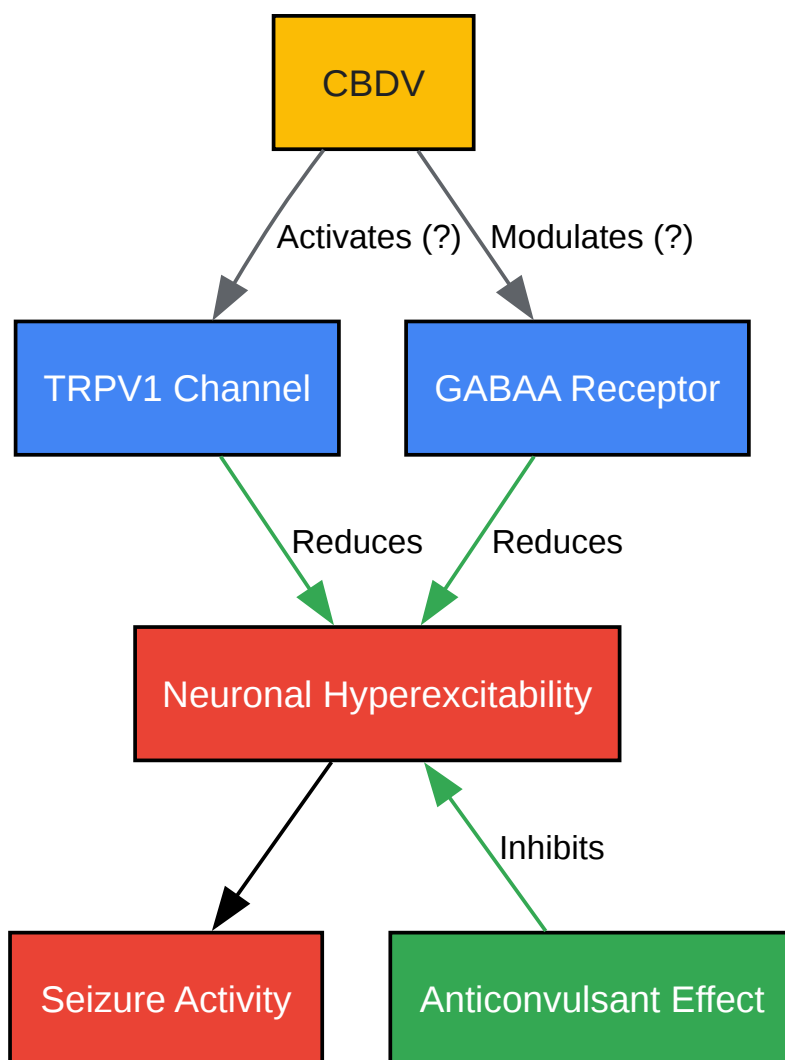 CBDV
Activates (?)
Modulates (?)
TRPV1 Channel
GABAA Receptor
Reduces
Reduces
Neuronal Hyperexcitability
Inhibits
Seizure Activity
Anticonvulsant Effect